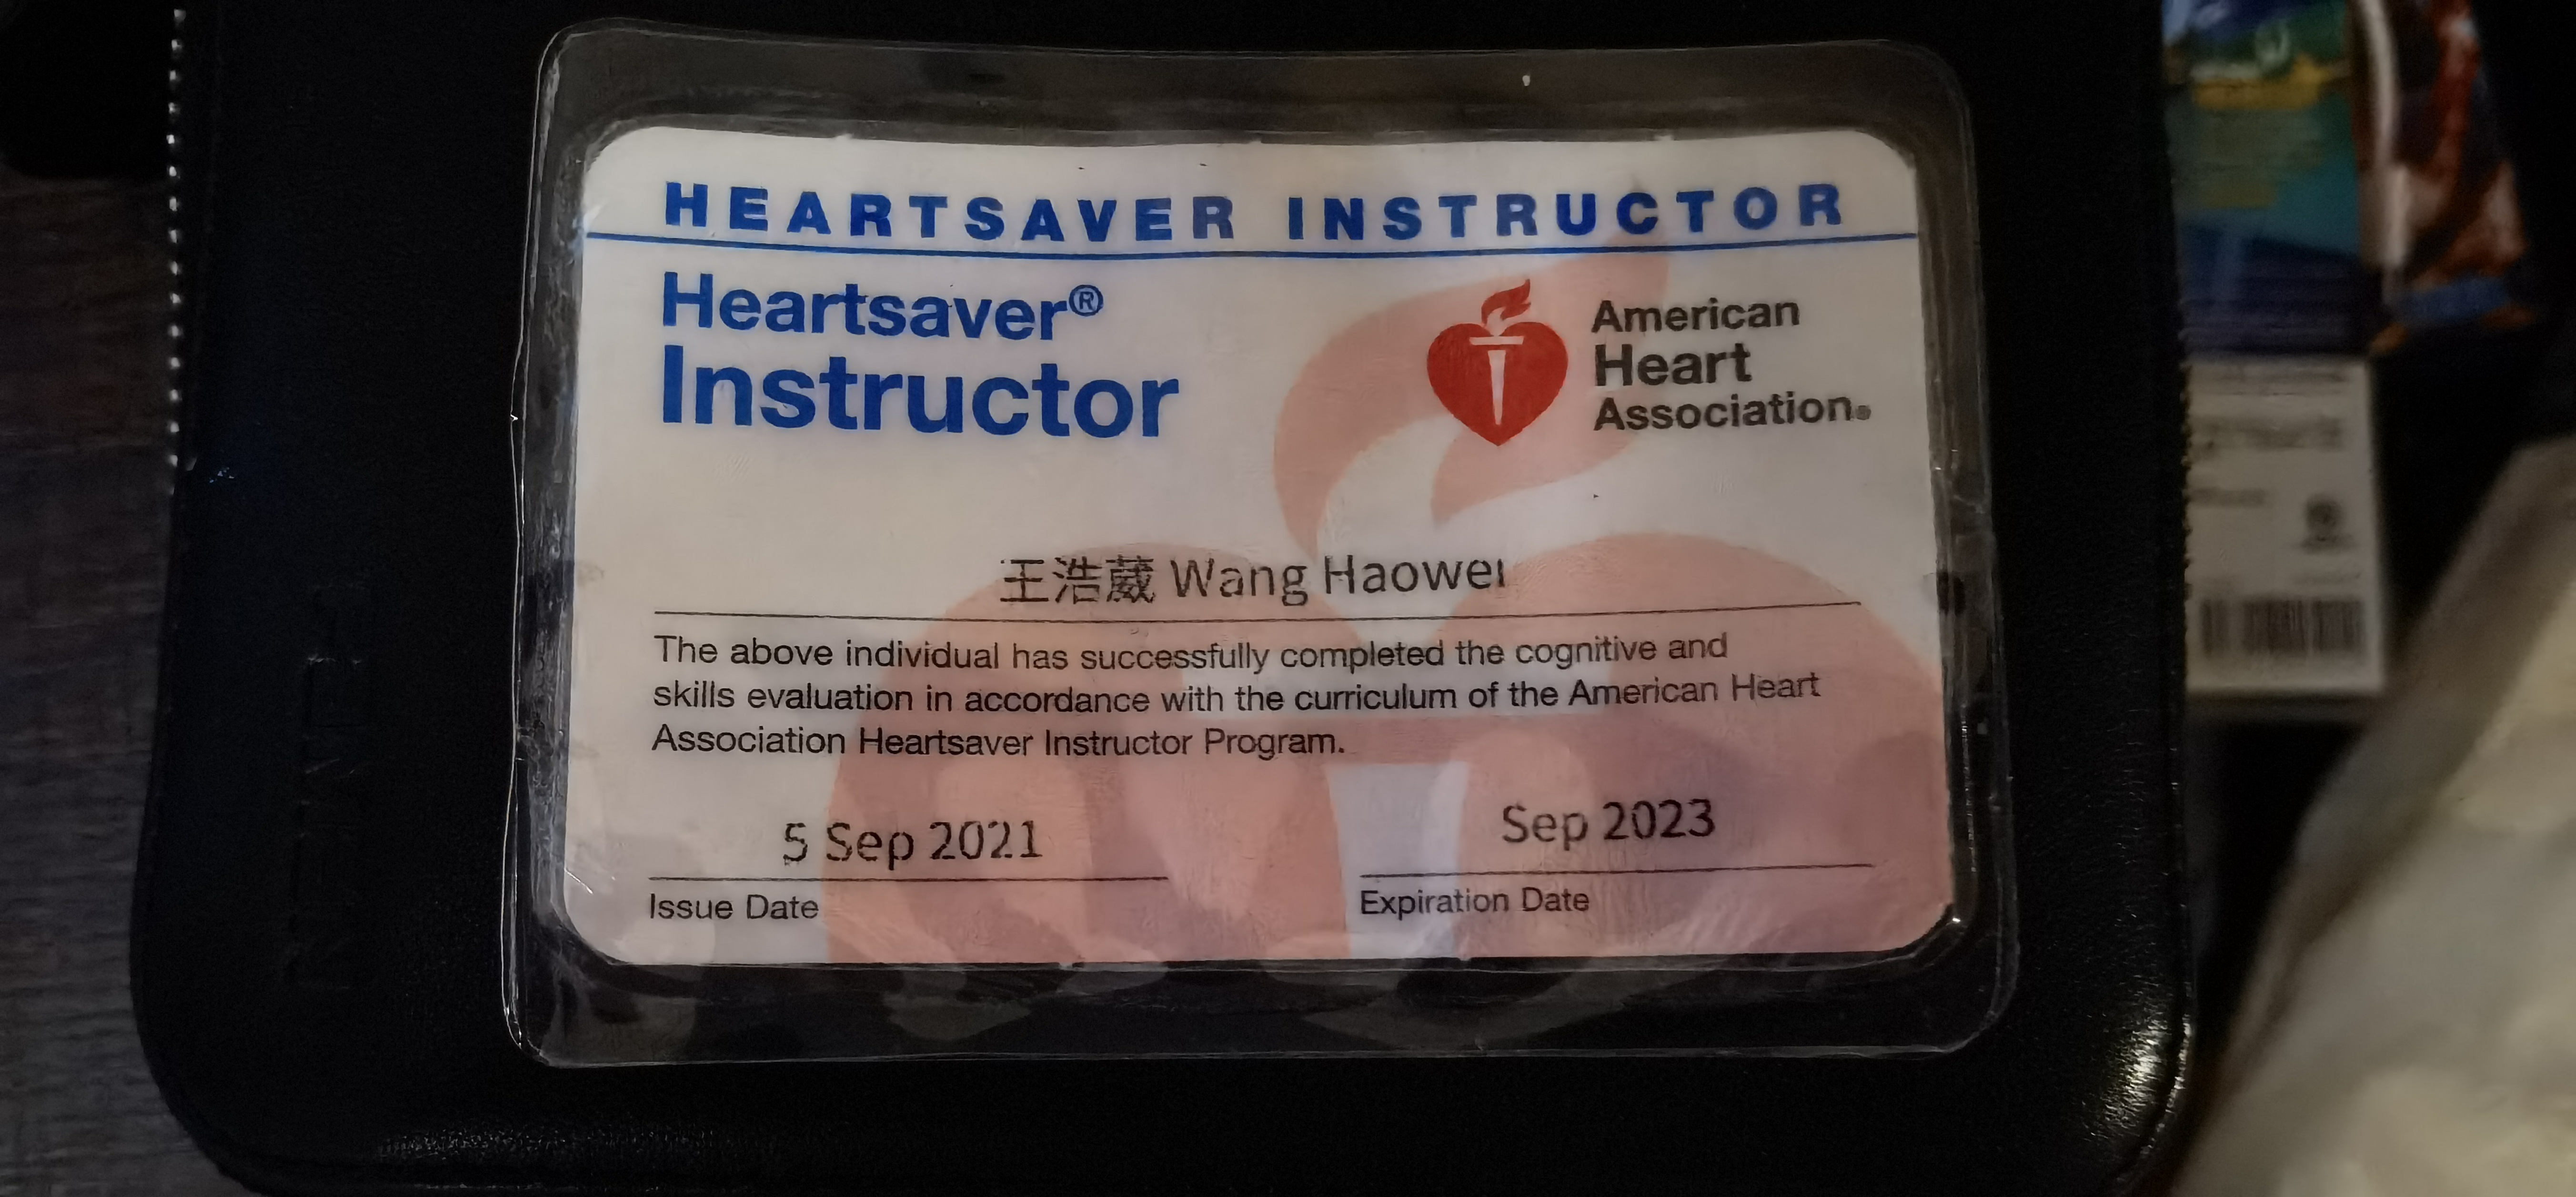 HEARTSAVER INSTRUCTOR
Heartsaver®
Instructor
American
Heart
Association®
王浩葳 Wang Haowei
The above individual has successfully completed the cognitive and
skills evaluation in accordance with the curriculum of the American Heart
Association Heartsaver Instructor Program.
5 Sep 2021
Issue Date
Sep 2023
Expiration Date